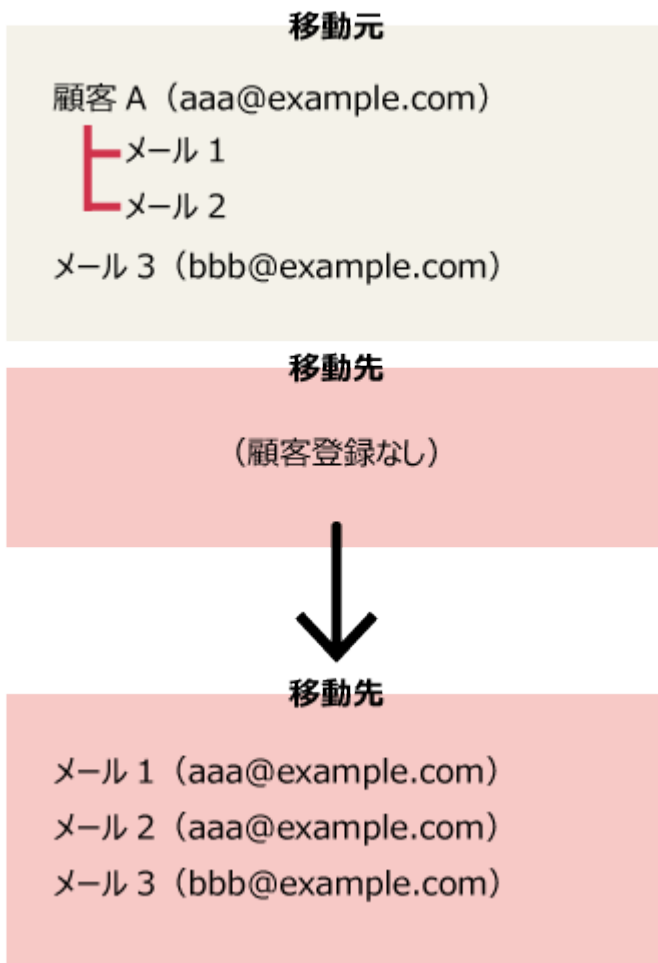 移動元
顧客 A（aaa@example.com）
メール 1
メール 2
メール 3（bbb@example.com）
移動先
（顧客登録なし）
移動先
メール 1（aaa@example.com）
メール 2（aaa@example.com）
メール 3（bbb@example.com）